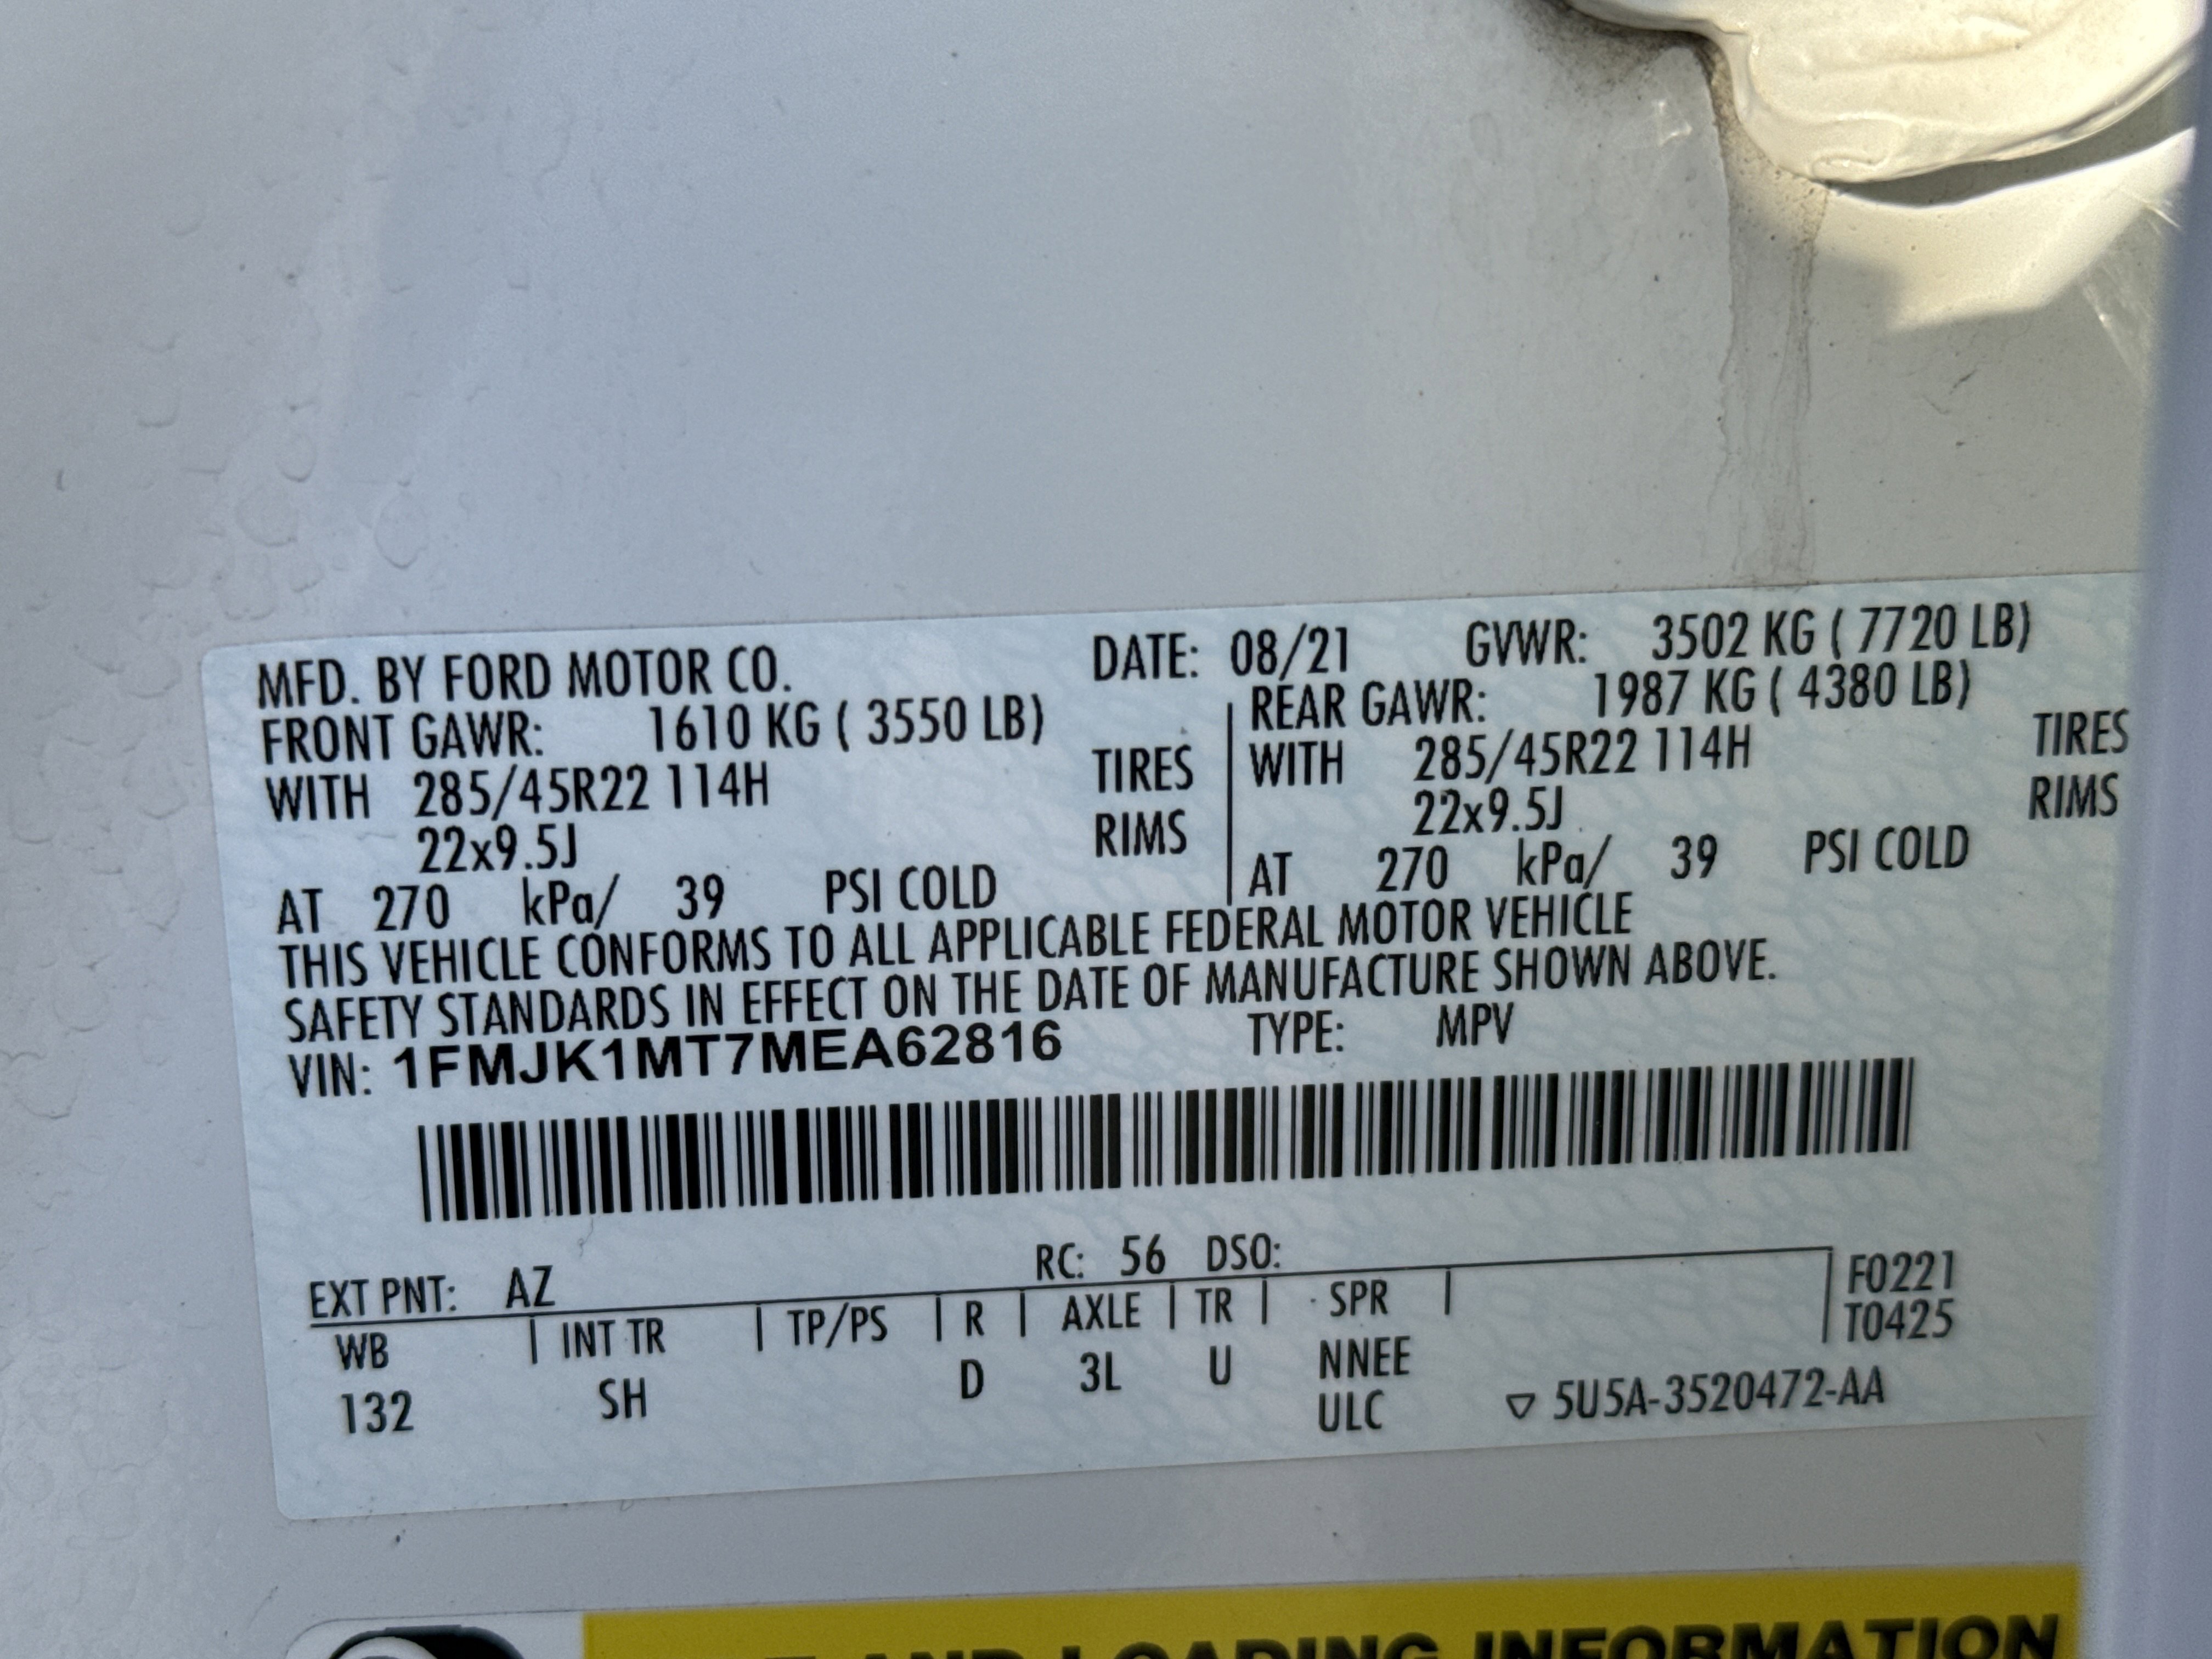 MFD. BY FORD MOTOR CO. DATE: 08/21 GVWR: 3502 KG ( 7720 LB)
FRONT GAWR: 1610 KG ( 3550 LB) REAR GAWR: 1987 KG ( 4380 LB)
WITH 285/45R22 114H TIRES WITH 285/45R22 114H TIRES
22x9.5J RIMS 22x9.5J RIMS
AT 270 kPa/ 39 PSI COLD AT 270 kPa/ 39 PSI COLD
THIS VEHICLE CONFORMS TO ALL APPLICABLE FEDERAL MOTOR VEHICLE
SAFETY STANDARDS IN EFFECT ON THE DATE OF MANUFACTURE SHOWN ABOVE.
VIN: 1FMJK1MT7MEA62816 TYPE: MPV
EXT PNT: AZ RC: 56 DSO:
WB | INT TR | TP/PS | R | AXLE | TR | SPR | F0221
T0425
132 SH D 3L U NNEE
ULC ▽ 5U5A-3520472-AA
AND LOADING INFORMATION